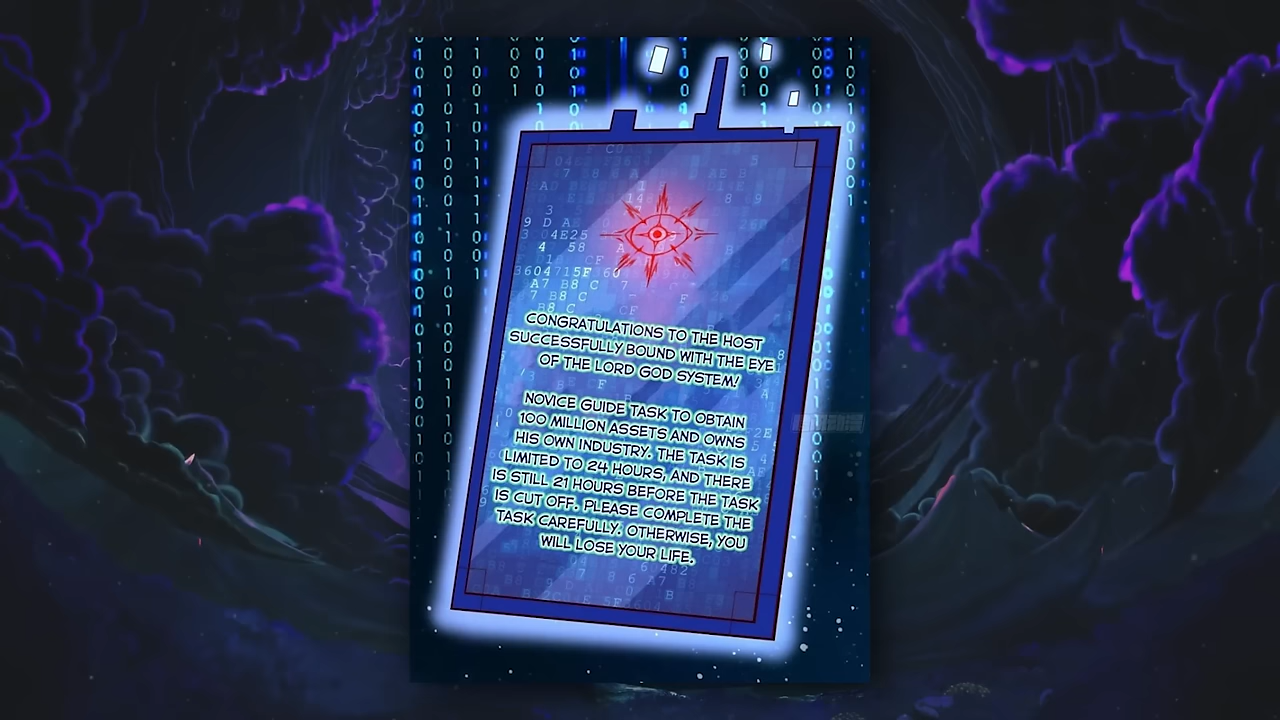 CONGRATULATIONS TO THE HOST
SUCCESSFULLY BOUND WITH THE EYE
OF THE LORD GOD SYSTEM!
NOVICE GUIDE TASK TO OBTAIN
100 MILLION ASSETS AND OWNS
HIS OWN INDUSTRY. THE TASK IS
LIMITED TO 24 HOURS, AND THERE
IS STILL 21 HOURS BEFORE THE TASK
IS CUT OFF. PLEASE COMPLETE THE
TASK CAREFULLY. OTHERWISE, YOU
WILL LOSE YOUR LIFE.